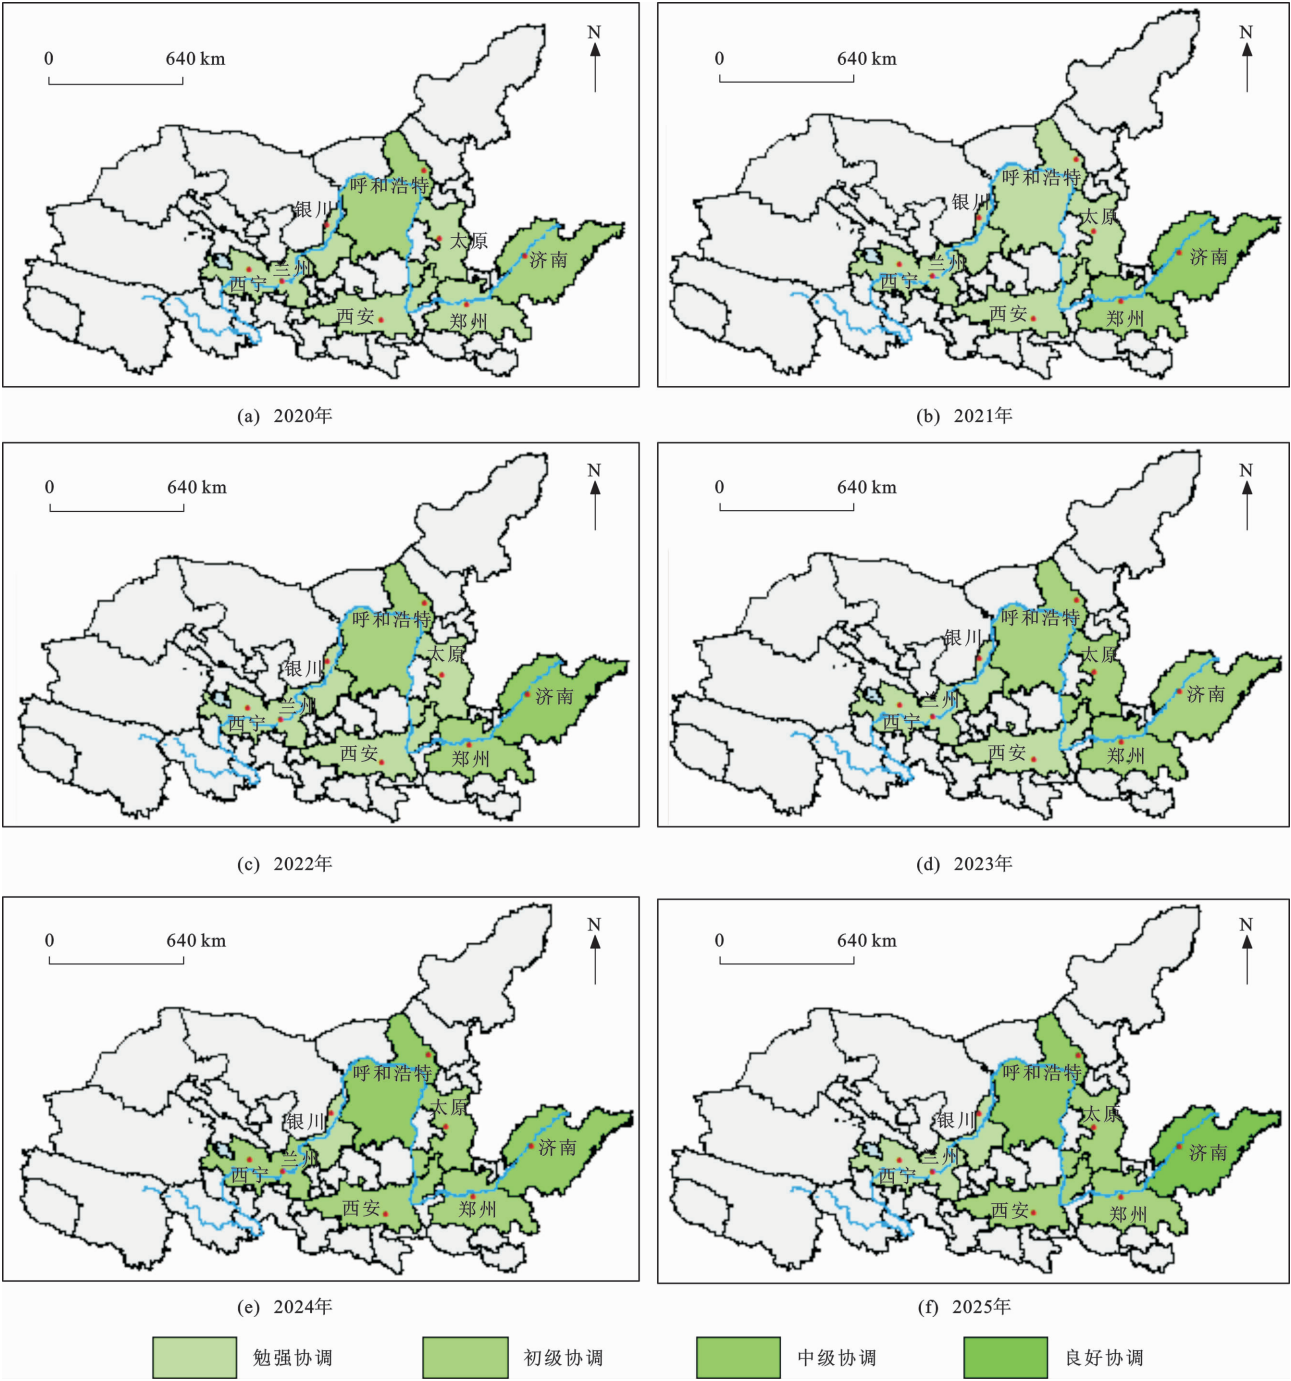 0 640 km N
呼和浩特
银川
太原
济南
兰州
西宁
西安
郑州
(a) 2020年
0 640 km N
呼和浩特
银川
太原
济南
兰州
西宁
西安
郑州
(b) 2021年
0 640 km N
呼和浩特
太原
银川
济南
兰州
西宁
西安
郑州
(c) 2022年
0 640 km N
呼和浩特
银川
太原
济南
兰州
西宁
西安
郑州
(d) 2023年
0 640 km N
呼和浩特
太原
银川
济南
兰州
西宁
西安
郑州
(e) 2024年
0 640 km N
呼和浩特
太原
银川
济南
兰州
西宁
西安
郑州
(f) 2025年
勉强协调 初级协调 中级协调 良好协调